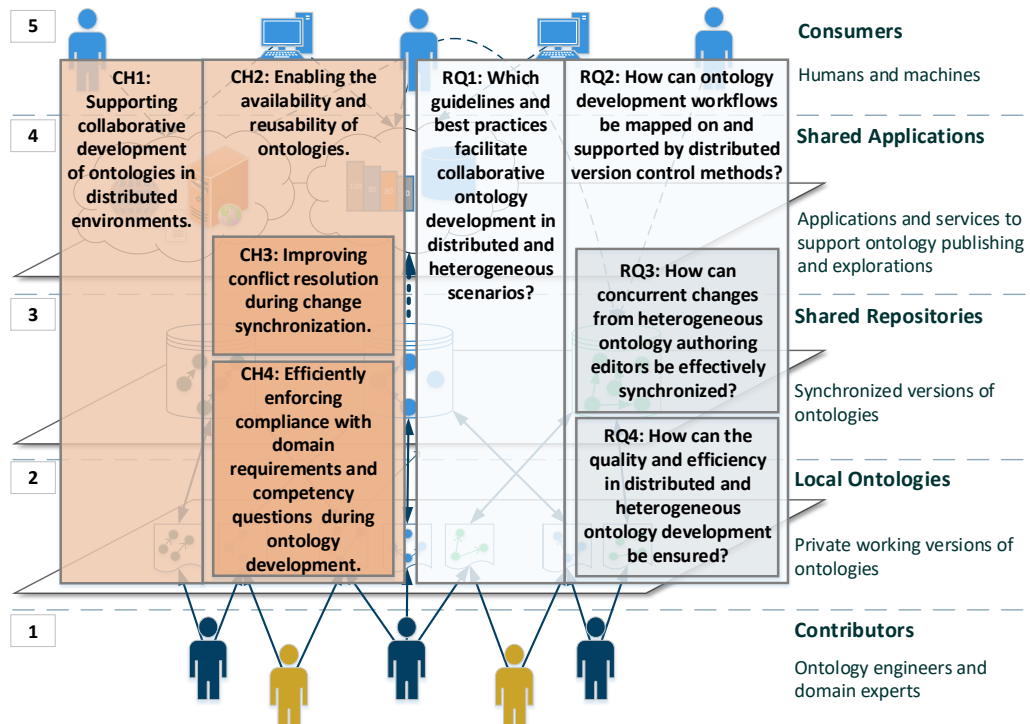 5
Consumers
Humans and machines
CH1:
Supporting
collaborative
development
of ontologies in
distributed
environments.
CH2: Enabling the
availability and
reusability of
ontologies.
RQ1: Which
guidelines and
best practices
facilitate
collaborative
ontology
development in
distributed and
heterogeneous
scenarios?
RQ2: How can ontology
development workflows
be mapped on and
supported by distributed
version control methods?
4
Shared Applications
Applications and services to
support ontology publishing
and explorations
CH3: Improving
conflict resolution
during change
synchronization.
RQ3: How can
concurrent changes
from heterogeneous
ontology authoring
editors be effectively
synchronized?
3
Shared Repositories
Synchronized versions of
ontologies
CH4: Efficiently
enforcing
compliance with
domain
requirements and
competency
questions during
ontology
development.
RQ4: How can the
quality and efficiency
in distributed and
heterogeneous
ontology development
be ensured?
2
Local Ontologies
Private working versions of
ontologies
1
Contributors
Ontology engineers and
domain experts